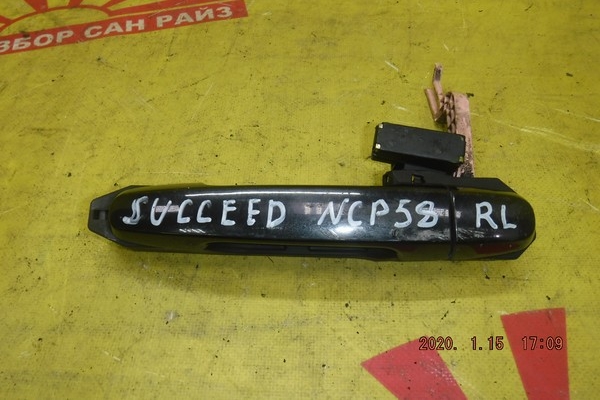 ЗБОР САН РАЙЗ
SUCCEED NCP58 RL
2020. 1.15 17:09